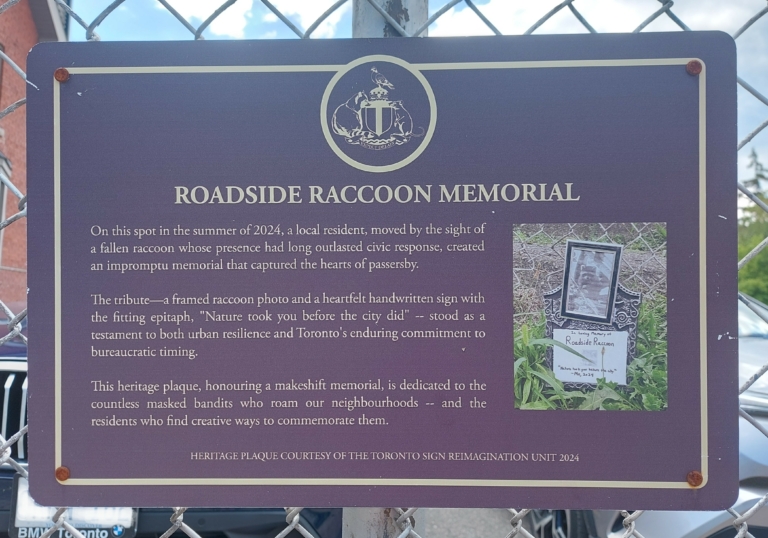 ROADSIDE RACCOON MEMORIAL
On this spot in the summer of 2024, a local resident, moved by the sight of
a fallen raccoon whose presence had long outlasted civic response, created
an impromptu memorial that captured the hearts of passersby.
The tribute—a framed raccoon photo and a heartfelt handwritten sign with
the fitting epitaph, "Nature took you before the city did" -- stood as a
testament to both urban resilience and Toronto's enduring commitment to
bureaucratic timing.
This heritage plaque, honouring a makeshift memorial, is dedicated to the
countless masked bandits who roam our neighbourhoods -- and the
residents who find creative ways to commemorate them.
In Loving Memory of
Roadside Raccoon
HERITAGE PLAQUE COURTESY OF THE TORONTO SIGN REIMAGINATION UNIT 2024
BMW Toronto